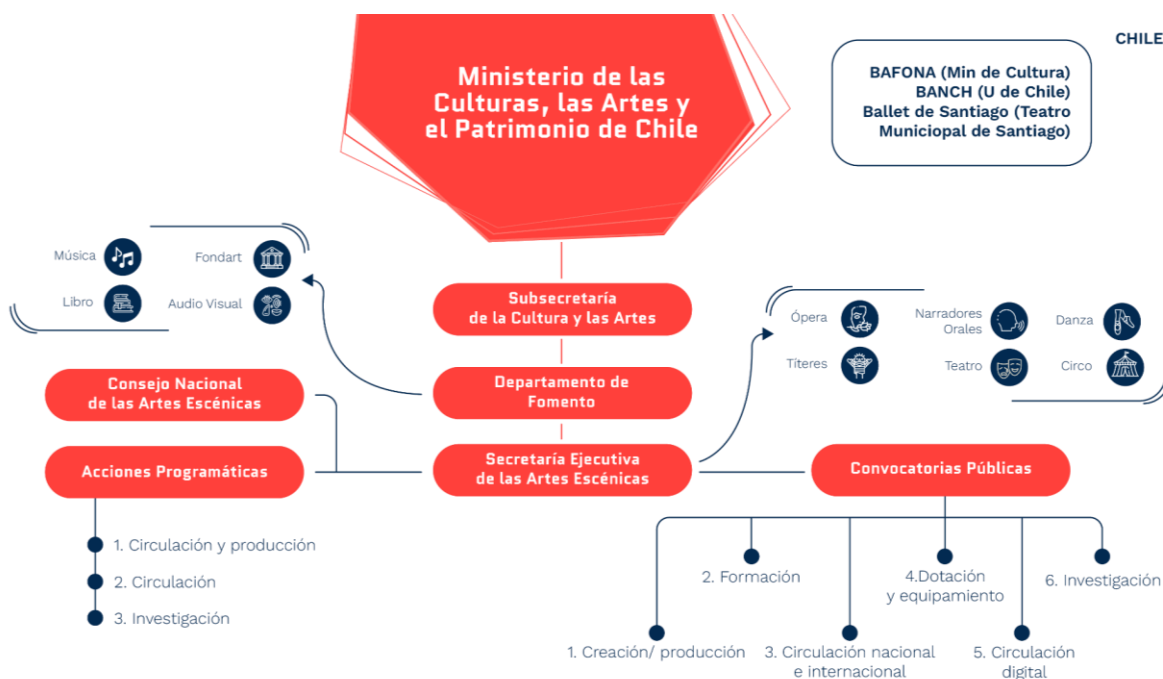 CHILE
Ministerio de las
Culturas, las Artes y
el Patrimonio de Chile
BAFONA (Min de Cultura)
BANCH (U de Chile)
Ballet de Santiago (Teatro
Municiopal de Santiago)
Música
Fondart
Libro
Audio Visual
Subsecretaría
de la Cultura y las Artes
Ópera
Narradores
Orales
Danza
Títeres
Teatro
Circo
Consejo Nacional
de las Artes Escénicas
Departamento de
Fomento
Acciones Programáticas
Secretaría Ejecutiva
de las Artes Escénicas
Convocatorias Públicas
1. Circulación y producción
2. Circulación
3. Investigación
2. Formación
4.Dotación
y equipamiento
6. Investigación
1. Creación/ producción
3. Circulación nacional
e internacional
5. Circulación
digital